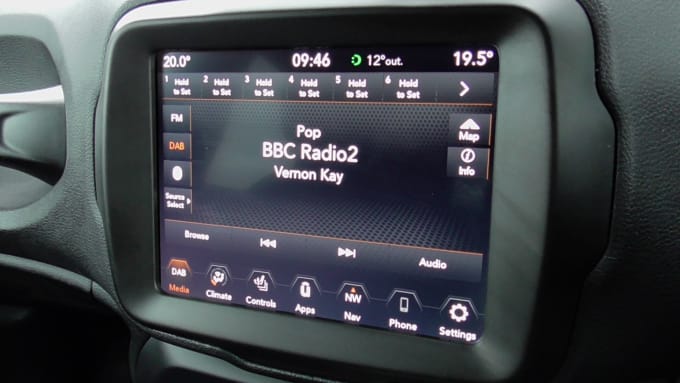 20.0° 09:46 12°out. 19.5°
1 Hold to Set 2 Hold to Set 3 Hold to Set 4 Hold to Set 5 Hold to Set 6 Hold to Set
FM
DAB
Source Select
Pop
BBC Radio2
Vernon Kay
Map
Info
Browse Audio
DAB NW
Media Climate Controls Apps Nav Phone Settings